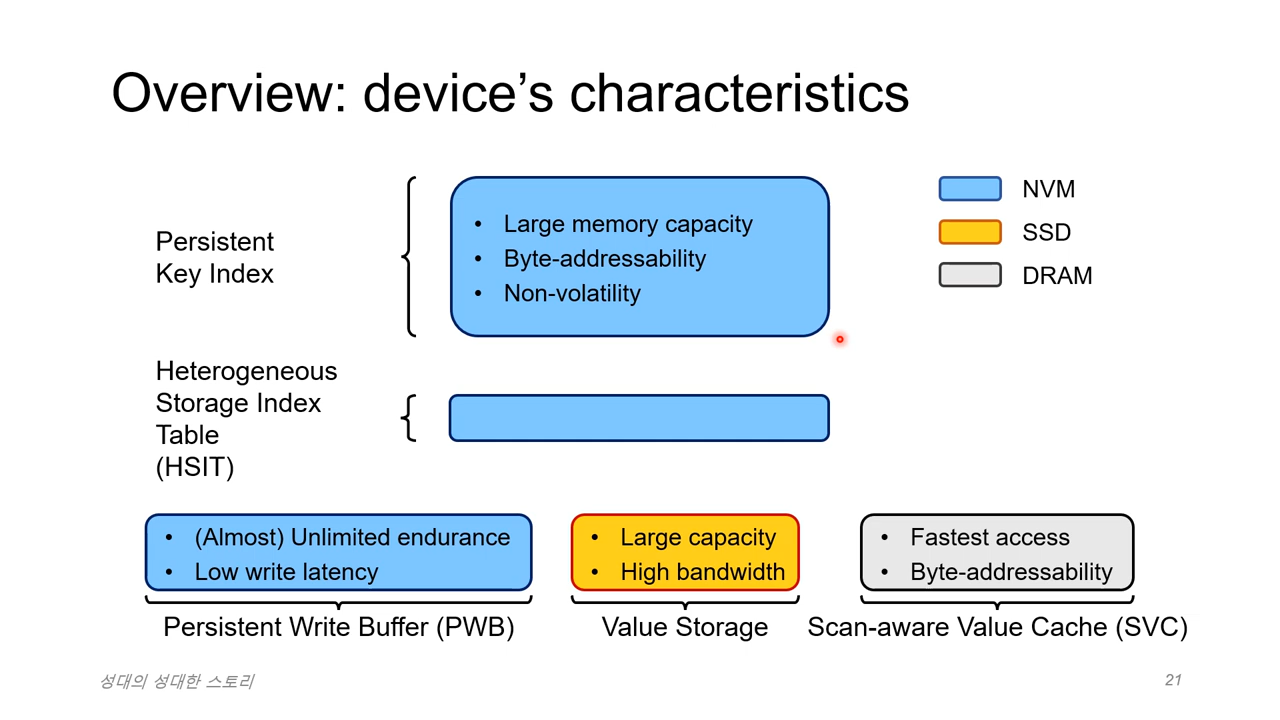 Overview: device’s characteristics
Persistent
Key Index
• Large memory capacity
• Byte-addressability
• Non-volatility
NVM
SSD
DRAM
Heterogeneous
Storage Index
Table
(HSIT)
• (Almost) Unlimited endurance
• Low write latency
• Large capacity
• High bandwidth
• Fastest access
• Byte-addressability
Persistent Write Buffer (PWB)
Value Storage
Scan-aware Value Cache (SVC)
성대의 성대한 스토리
21